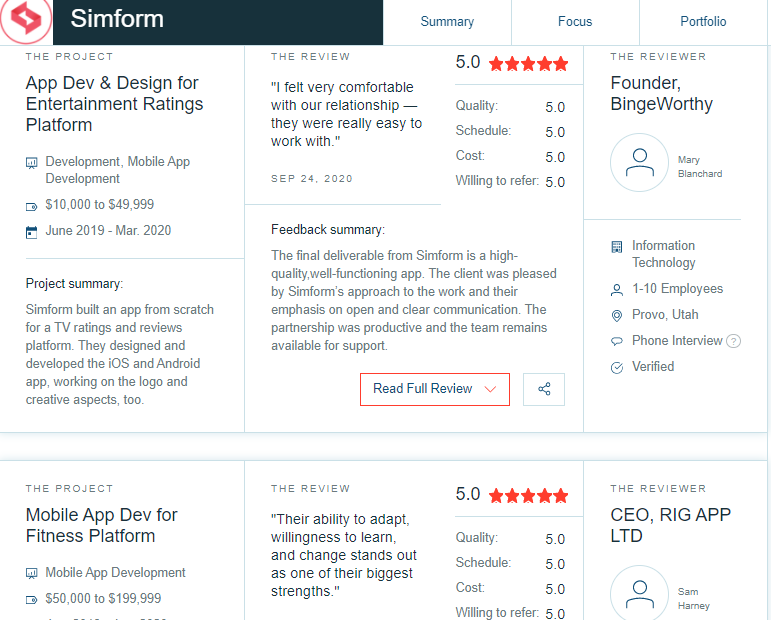 Simform
Summary
Focus
Portfolio
THE PROJECT
App Dev & Design for
Entertainment Ratings
Platform
Development, Mobile App
Development
$10,000 to $49,999
June 2019 - Mar. 2020
Project summary:
Simform built an app from scratch
for a TV ratings and reviews
platform. They designed and
developed the iOS and Android
app, working on the logo and
creative aspects, too.
THE REVIEW
"I felt very comfortable
with our relationship —
they were really easy to
work with."
SEP 24, 2020
5.0
Quality: 5.0
Schedule: 5.0
Cost: 5.0
Willing to refer: 5.0
Feedback summary:
The final deliverable from Simform is a high-
quality,well-functioning app. The client was pleased
by Simform's approach to the work and their
emphasis on open and clear communication. The
partnership was productive and the team remains
available for support.
Read Full Review
THE REVIEWER
Founder,
BingeWorthy
Mary
Blanchard
Information
Technology
1-10 Employees
Provo, Utah
Phone Interview ?
Verified
THE PROJECT
Mobile App Dev for
Fitness Platform
Mobile App Development
$50,000 to $199,999
THE REVIEW
"Their ability to adapt,
willingness to learn,
and change stands out
as one of their biggest
strengths."
5.0
Quality: 5.0
Schedule: 5.0
Cost: 5.0
Willing to refer: 5.0
THE REVIEWER
CEO, RIG APP
LTD
Sam
Harney